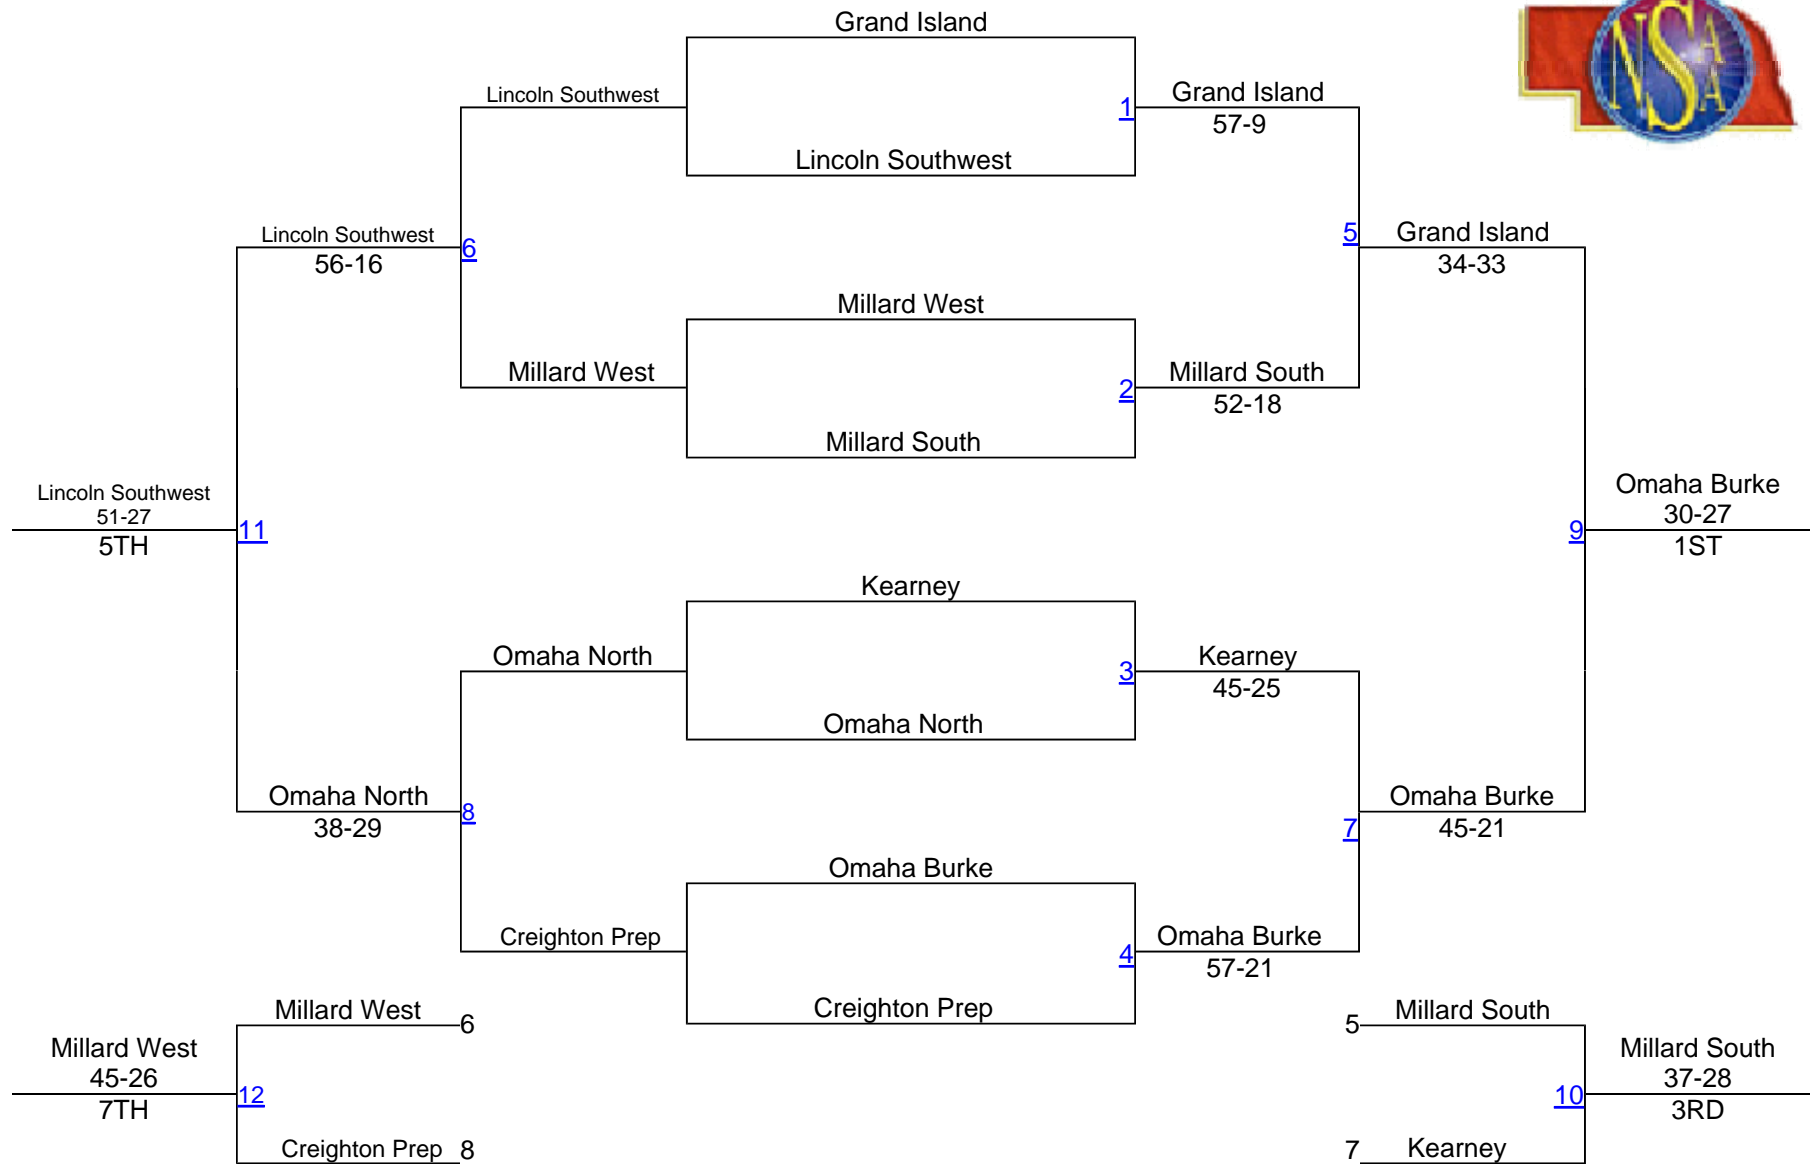 Grand Island
NSAA
Lincoln Southwest
1
Grand Island
57-9
Lincoln Southwest
Lincoln Southwest
56-16
6
5
Grand Island
34-33
Millard West
Millard West
2
Millard South
52-18
Millard South
Lincoln Southwest
51-27
5TH
11
9
Omaha Burke
30-27
1ST
Kearney
Omaha North
3
Kearney
45-25
Omaha North
Omaha North
38-29
8
7
Omaha Burke
45-21
Omaha Burke
Creighton Prep
4
Omaha Burke
57-21
Creighton Prep
Millard West
6
5
Millard South
Millard West
45-26
7TH
12
10
Millard South
37-28
3RD
Creighton Prep
8
7
Kearney